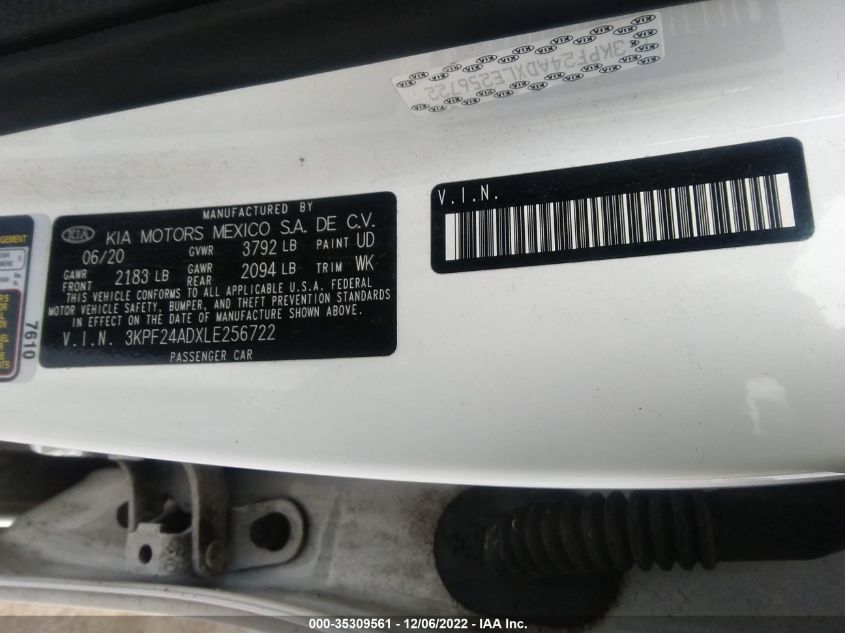 3KPF24ADXLE256722
V.I.N.
MANUFACTURED BY
KIA KIA MOTORS MEXICO S.A. DE C.V.
06/20 GVWR 3792 LB PAINT UD
GAWR FRONT 2183 LB GAWR REAR 2094 LB TRIM WK
THIS VEHICLE CONFORMS TO ALL APPLICABLE U.S.A. FEDERAL
MOTOR VEHICLE SAFETY, BUMPER, AND THEFT PREVENTION STANDARDS
IN EFFECT ON THE DATE OF MANUFACTURE SHOWN ABOVE.
V.I.N. 3KPF24ADXLE256722
PASSENGER CAR
7610
000-35309561 - 12/06/2022 - IAA Inc.